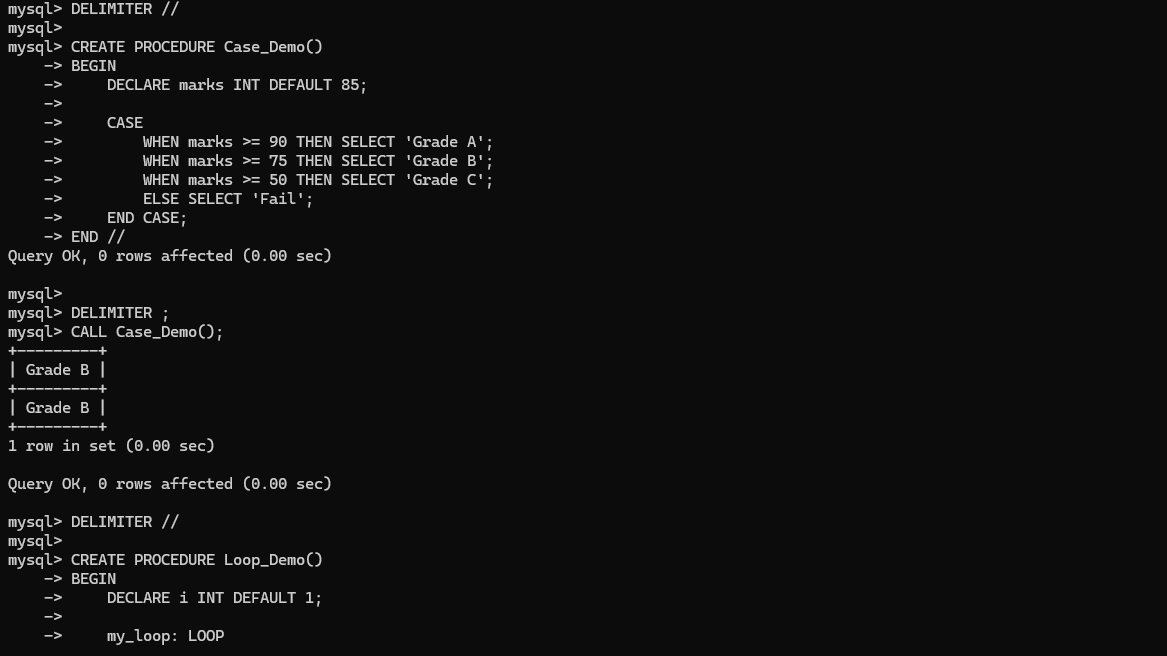 mysql> DELIMITER //
mysql>
mysql> CREATE PROCEDURE Case_Demo()
    -> BEGIN
    ->     DECLARE marks INT DEFAULT 85;
    ->
    ->     CASE
    ->         WHEN marks >= 90 THEN SELECT 'Grade A';
    ->         WHEN marks >= 75 THEN SELECT 'Grade B';
    ->         WHEN marks >= 50 THEN SELECT 'Grade C';
    ->         ELSE SELECT 'Fail';
    ->     END CASE;
    -> END //
Query OK, 0 rows affected (0.00 sec)

mysql>
mysql> DELIMITER ;
mysql> CALL Case_Demo();
+---------+
| Grade B |
+---------+
| Grade B |
+---------+
1 row in set (0.00 sec)

Query OK, 0 rows affected (0.00 sec)

mysql> DELIMITER //
mysql>
mysql> CREATE PROCEDURE Loop_Demo()
    -> BEGIN
    ->     DECLARE i INT DEFAULT 1;
    ->
    ->     my_loop: LOOP